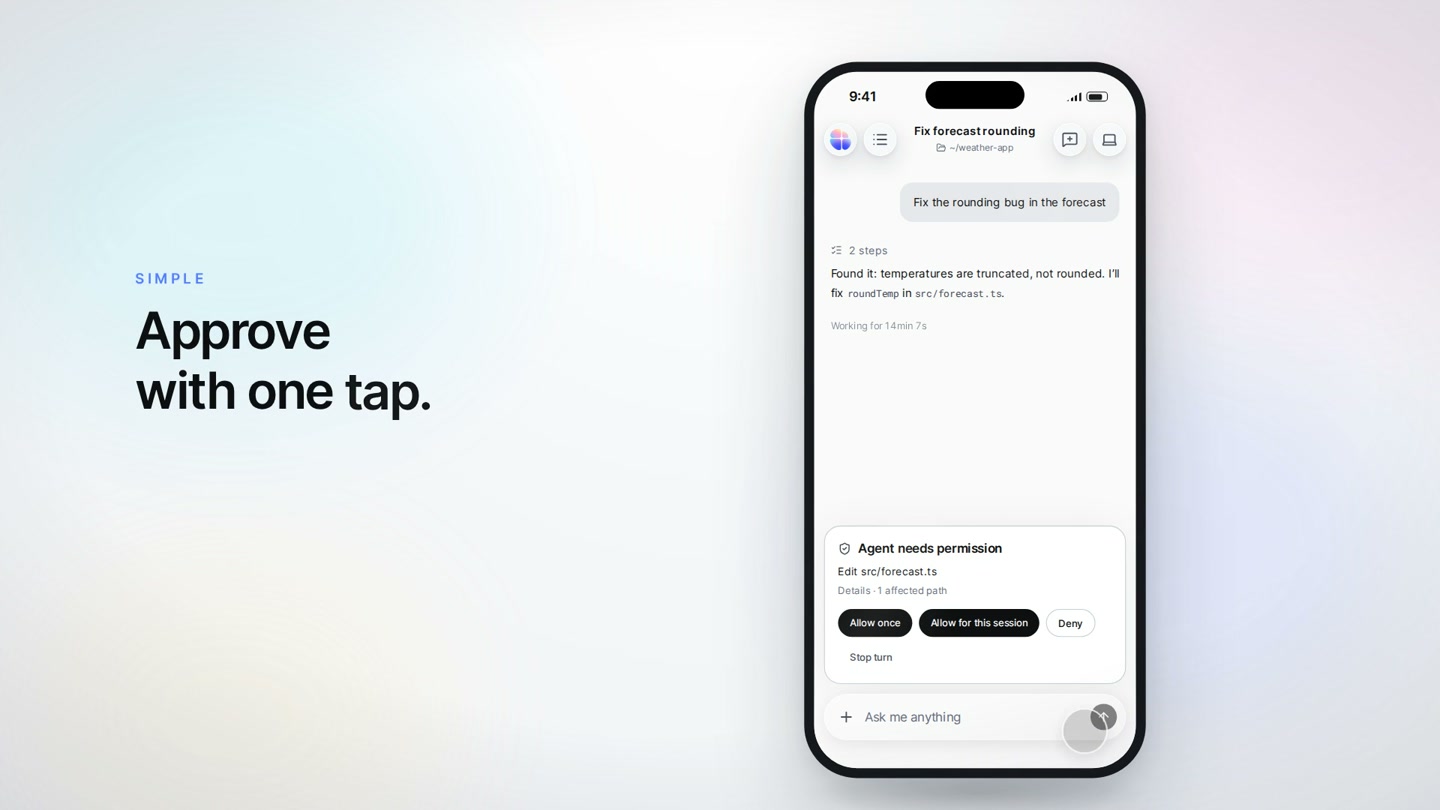 SIMPLE
Approve
with one tap.
9:41
Fix forecast rounding
~/weather-app
Fix the rounding bug in the forecast
2 steps
Found it: temperatures are truncated, not rounded. I'll
fix roundTemp in src/forecast.ts.
Working for 14min 7s
Agent needs permission
Edit src/forecast.ts
Details · 1 affected path
Allow once Allow for this session Deny
Stop turn
Ask me anything